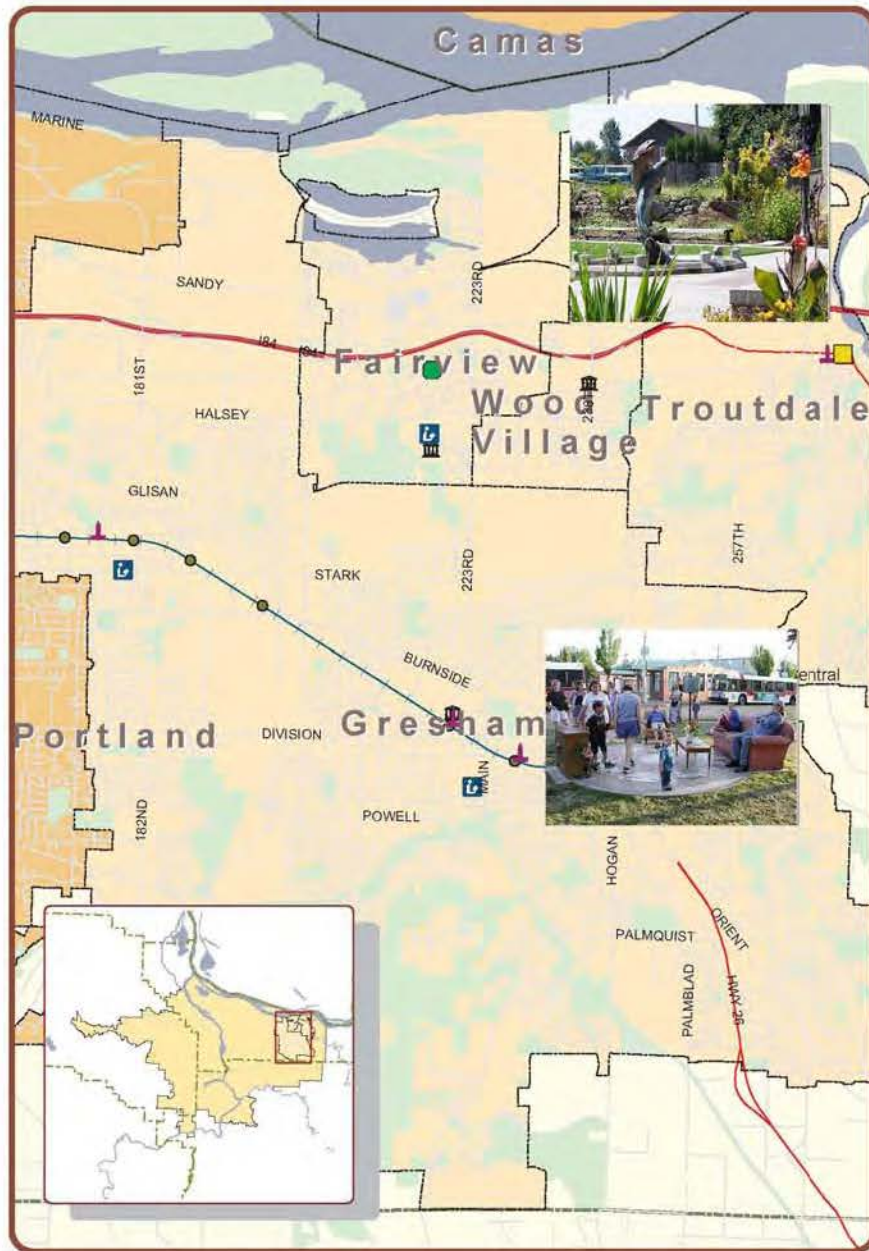 Camas
MARINE
SANDY
223RD
I84
I84
181ST
Fairview
HALSEY
Wood
Village
Troutdale
GLISAN
257TH
STARK
223RD
BURNSIDE
entral
Portland
DIVISION
Gresham
MAIN
182ND
POWELL
HOGAN
PALMQUIST
ORIENT
PALMBLAD
HWY 26